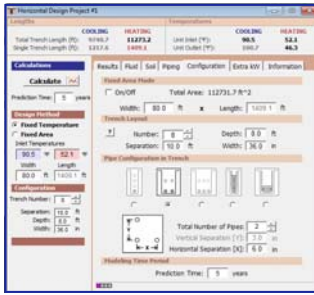 Horizontal Design Project #1
Lengths
Temperatures
COOLING HEATING
COOLING HEATING
Total Trench Length (ft): 9740.7 11273.2
Unit Inlet (°F): 90.5 52.1
Single Trench Length (ft): 1217.6 1409.1
Unit Outlet (°F): 100.7 46.3
Calculations
Calculate
Prediction Time: 5 years
Design Method
Fixed Temperature
Fixed Area
Inlet Temperatures
90.5 °F 52.1 °F
Width Length
80.0 ft 1409.1 ft
Configuration
Trench Number: 8
Separation: 10.0 ft
Depth: 8.0 ft
Width: 36.0 in
Results Fluid Soil Piping Configuration Extra kW Information
Fixed Area Mode
On/Off Total Area: 112731.7 ft^2
Width: 80.0 ft x Length: 1409.1 ft
Trench Layout
? Number: 8 Depth: 8.0 ft
Separation: 10.0 ft Width: 36.0 in
Pipe Configuration in Trench
Y
X
Total Number of Pipes: 2
Vertical Separation [Y]: 3.0 in
Horizontal Separation [X]: 6.0 in
Modeling Time Period
Prediction Time: 5 years